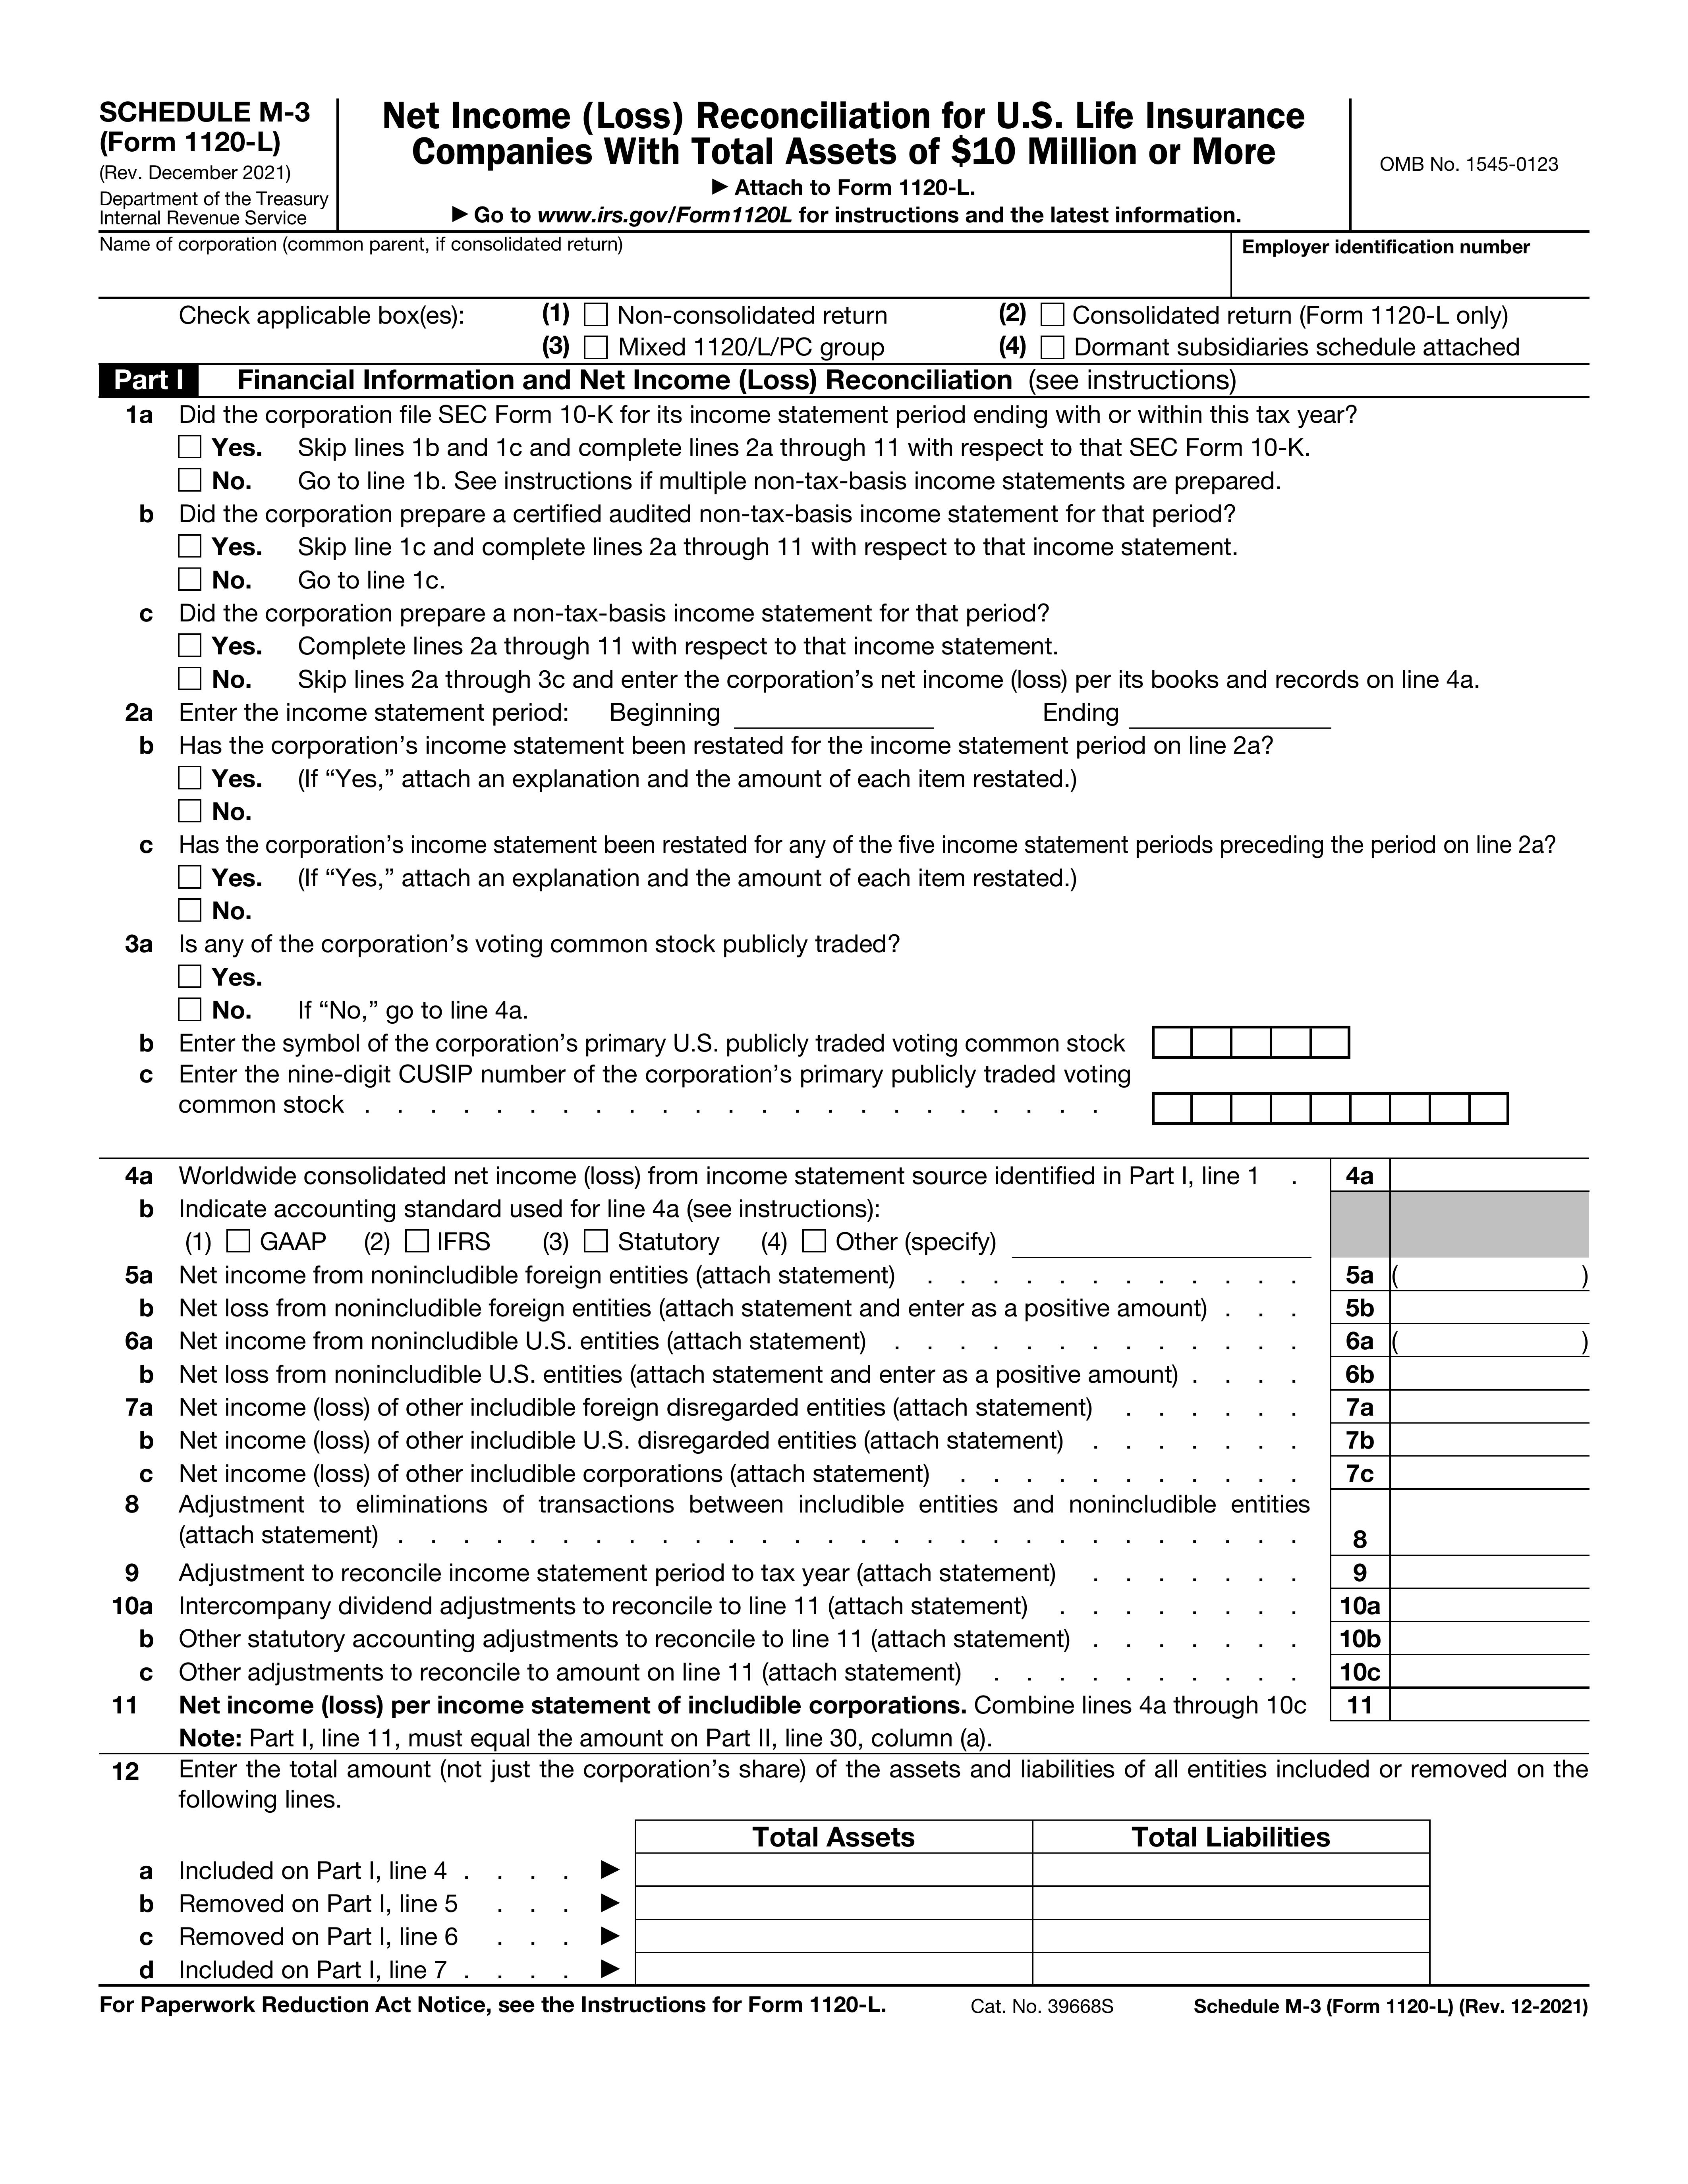 SCHEDULE M-3
(Form 1120-L)
(Rev. December 2021)
Department of the Treasury
Internal Revenue Service
Net Income (Loss) Reconciliation for U.S. Life Insurance
Companies With Total Assets of $10 Million or More
▶ Attach to Form 1120-L.
▶ Go to www.irs.gov/Form1120L for instructions and the latest information.
OMB No. 1545-0123
Name of corporation (common parent, if consolidated return)
Employer identification number
Check applicable box(es): (1) Non-consolidated return (2) Consolidated return (Form 1120-L only)
(3) Mixed 1120/L/PC group (4) Dormant subsidiaries schedule attached
Part I Financial Information and Net Income (Loss) Reconciliation (see instructions)
1a Did the corporation file SEC Form 10-K for its income statement period ending with or within this tax year?
Yes. Skip lines 1b and 1c and complete lines 2a through 11 with respect to that SEC Form 10-K.
No. Go to line 1b. See instructions if multiple non-tax-basis income statements are prepared.
b Did the corporation prepare a certified audited non-tax-basis income statement for that period?
Yes. Skip line 1c and complete lines 2a through 11 with respect to that income statement.
No. Go to line 1c.
c Did the corporation prepare a non-tax-basis income statement for that period?
Yes. Complete lines 2a through 11 with respect to that income statement.
No. Skip lines 2a through 3c and enter the corporation’s net income (loss) per its books and records on line 4a.
2a Enter the income statement period: Beginning Ending
b Has the corporation’s income statement been restated for the income statement period on line 2a?
Yes. (If “Yes,” attach an explanation and the amount of each item restated.)
No.
c Has the corporation’s income statement been restated for any of the five income statement periods preceding the period on line 2a?
Yes. (If “Yes,” attach an explanation and the amount of each item restated.)
No.
3a Is any of the corporation’s voting common stock publicly traded?
Yes.
No. If “No,” go to line 4a.
b Enter the symbol of the corporation’s primary U.S. publicly traded voting common stock
c Enter the nine-digit CUSIP number of the corporation’s primary publicly traded voting
common stock . . . . . . . . . . . . . . . . . . . . . . .
4a Worldwide consolidated net income (loss) from income statement source identified in Part I, line 1 . 4a
b Indicate accounting standard used for line 4a (see instructions):
(1) GAAP (2) IFRS (3) Statutory (4) Other (specify)
5a Net income from nonincludible foreign entities (attach statement) . . . . . . . . . . . . 5a ( )
b Net loss from nonincludible foreign entities (attach statement and enter as a positive amount) . . . 5b
6a Net income from nonincludible U.S. entities (attach statement) . . . . . . . . . . . . . 6a ( )
b Net loss from nonincludible U.S. entities (attach statement and enter as a positive amount) . . . . 6b
7a Net income (loss) of other includible foreign disregarded entities (attach statement) . . . . . . 7a
b Net income (loss) of other includible U.S. disregarded entities (attach statement) . . . . . . . 7b
c Net income (loss) of other includible corporations (attach statement) . . . . . . . . . . . 7c
8 Adjustment to eliminations of transactions between includible entities and nonincludible entities
(attach statement) . . . . . . . . . . . . . . . . . . . . . . . . . . . . 8
9 Adjustment to reconcile income statement period to tax year (attach statement) . . . . . . . 9
10a Intercompany dividend adjustments to reconcile to line 11 (attach statement) . . . . . . . . 10a
b Other statutory accounting adjustments to reconcile to line 11 (attach statement) . . . . . . . 10b
c Other adjustments to reconcile to amount on line 11 (attach statement) . . . . . . . . . . 10c
11 Net income (loss) per income statement of includible corporations. Combine lines 4a through 10c 11
Note: Part I, line 11, must equal the amount on Part II, line 30, column (a).
12 Enter the total amount (not just the corporation’s share) of the assets and liabilities of all entities included or removed on the
following lines.
Total Assets Total Liabilities
a Included on Part I, line 4 . . . . ▶
b Removed on Part I, line 5 . . . ▶
c Removed on Part I, line 6 . . . ▶
d Included on Part I, line 7 . . . . ▶
For Paperwork Reduction Act Notice, see the Instructions for Form 1120-L. Cat. No. 39668S Schedule M-3 (Form 1120-L) (Rev. 12-2021)